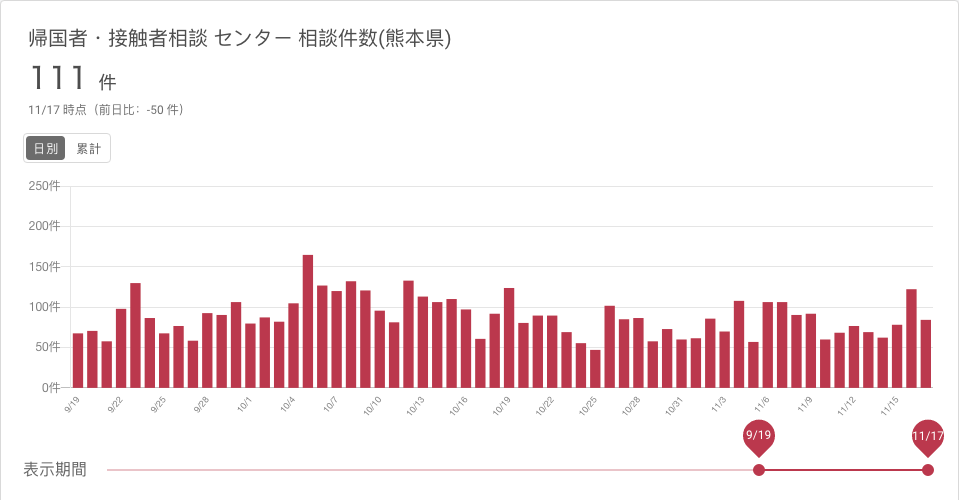 帰国者・接触者相談 センター 相談件数(熊本県)
111 件
11/17 時点（前日比: -50 件）
日別 累計
250件
200件
150件
100件
50件
0件
9/19 9/22 9/25 9/28 10/1 10/4 10/7 10/10 10/13 10/16 10/19 10/22 10/25 10/28 10/31 11/3 11/6 11/9 11/12 11/15
9/19 11/17
表示期間